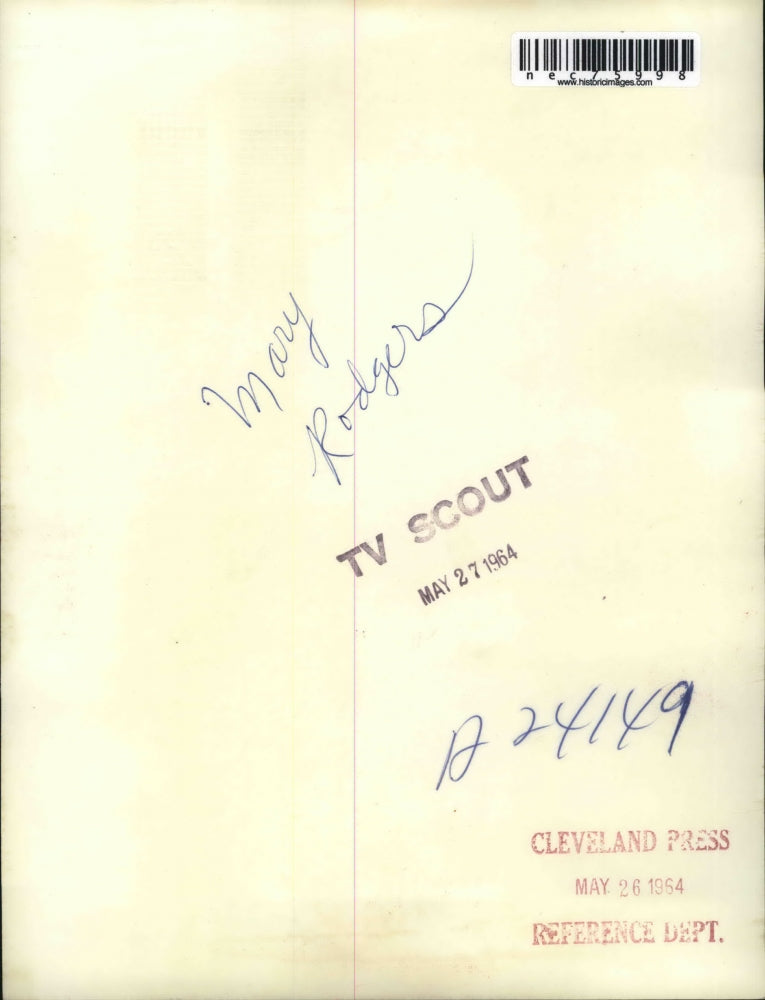 nec75998
www.historicimages.com
Mary
Rodgers
TV SCOUT
MAY 27 1964
A 24149
CLEVELAND PRESS
MAY 26 1964
REFERENCE DEPT.